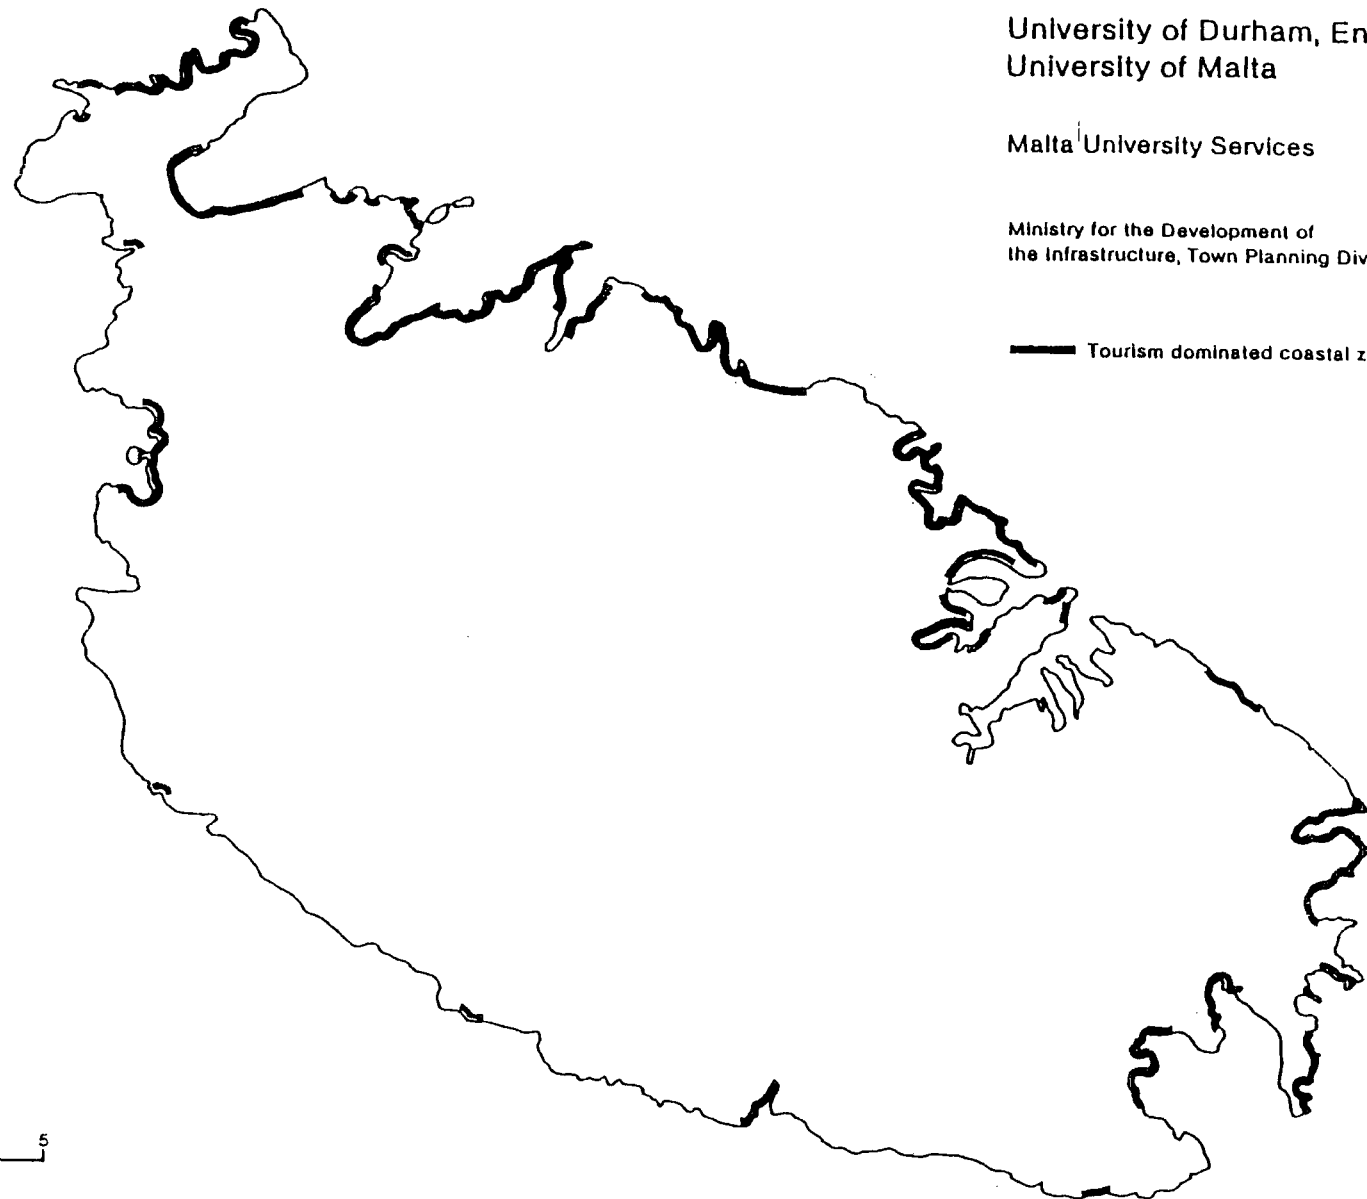 University of Durham, En
University of Malta
Malta University Services
Ministry for the Development of
the Infrastructure, Town Planning Div
Tourism dominated coastal z
5